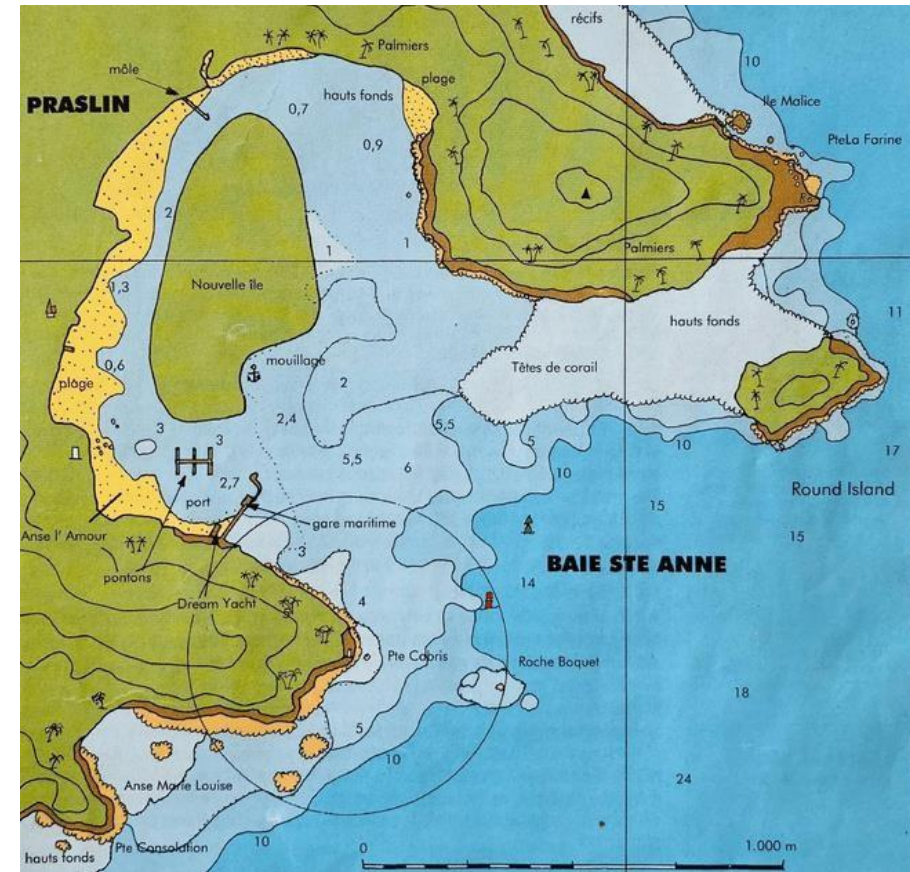 récifs
Palmiers
môle
plage
hauts fonds
10
PRASLIN
0,7
Ile Malice
0,9
PteLa Farine
2
1
1
Palmiers
Nouvelle île
1,3
hauts fonds
11
mouillage
0,6
Têtes de corail
plage
2
2,4
5,5
3
3
5
10
5,5
6
10
17
2,7
Round Island
port
15
gare maritime
15
Anse l' Amour
3
BAIE STE ANNE
pontons
14
Dream Yacht
4
Pte Cabris
Roche Boquet
18
5
10
24
Anse Marie Louise
Pte Consolation
10
0
1.000 m
hauts fonds